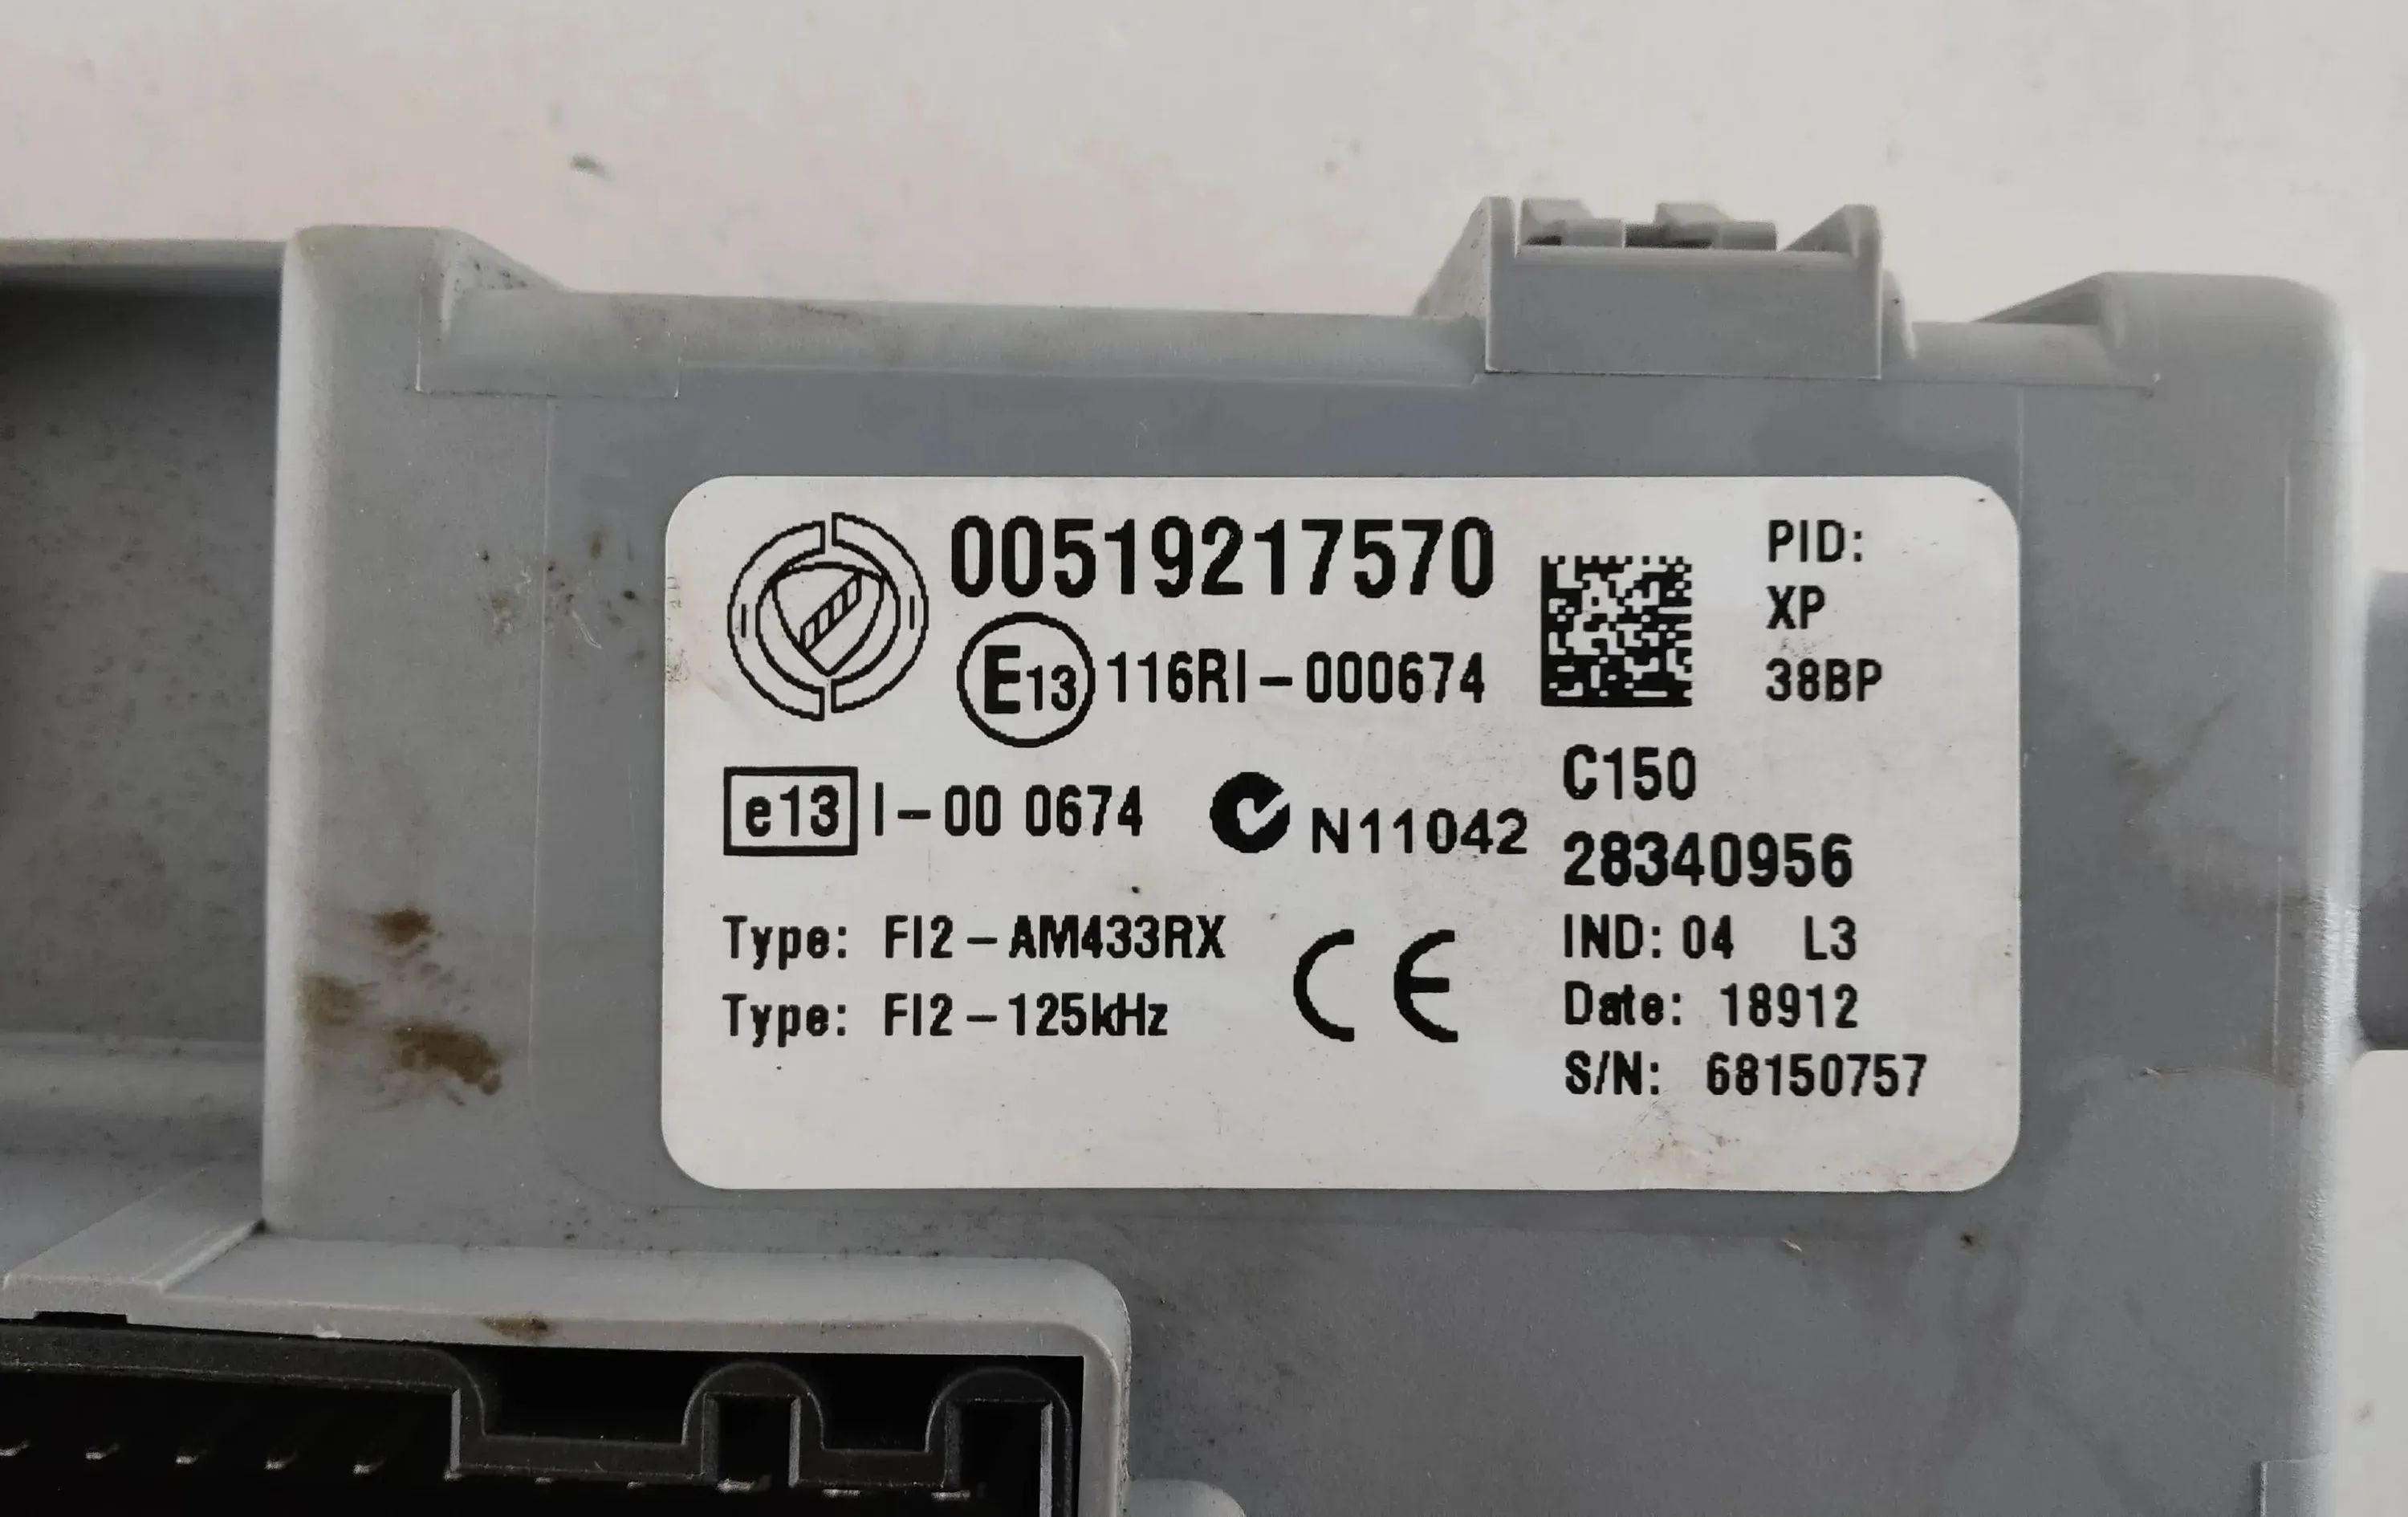 00519217570
E13 116RI-000674
e13 I-00 0674
N11042
Type: FI2-AM433RX
Type: FI2-125kHz
CE
PID:
XP
38BP
C150
28340956
IND: 04 L3
Date: 18912
S/N: 68150757